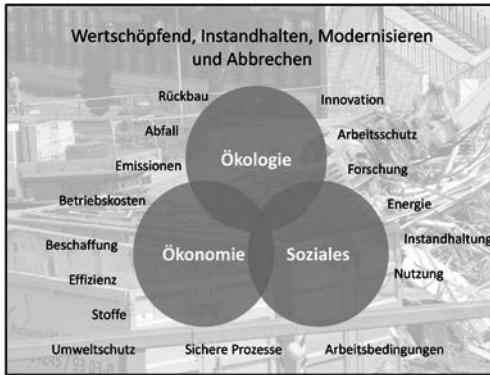 Wertschöpfend, Instandhalten, Modernisieren
und Abbrechen
Rückbau
Innovation
Abfall
Arbeitsschutz
Ökologie
Emissionen
Forschung
Betriebskosten
Energie
Beschaffung
Ökonomie
Soziales
Instandhaltung
Effizienz
Nutzung
Stoffe
Umweltschutz
Sichere Prozesse
Arbeitsbedingungen